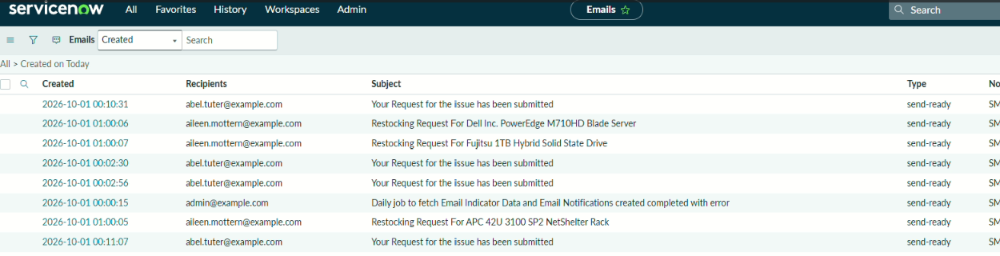 servicenow All Favorites History Workspaces Admin Emails Search
Emails Created Search
All > Created on Today
Created Recipients Subject Type
2026-10-01 00:10:31 abel.tuter@example.com Your Request for the issue has been submitted send-ready
2026-10-01 01:00:06 aileen.mottern@example.com Restocking Request For Dell Inc. PowerEdge M710HD Blade Server send-ready
2026-10-01 01:00:07 aileen.mottern@example.com Restocking Request For Fujitsu 1TB Hybrid Solid State Drive send-ready
2026-10-01 00:02:30 abel.tuter@example.com Your Request for the issue has been submitted send-ready
2026-10-01 00:02:56 abel.tuter@example.com Your Request for the issue has been submitted send-ready
2026-10-01 00:00:15 admin@example.com Daily job to fetch Email Indicator Data and Email Notifications created completed with error send-ready
2026-10-01 01:00:05 aileen.mottern@example.com Restocking Request For APC 42U 3100 SP2 NetShelter Rack send-ready
2026-10-01 00:11:07 abel.tuter@example.com Your Request for the issue has been submitted send-ready